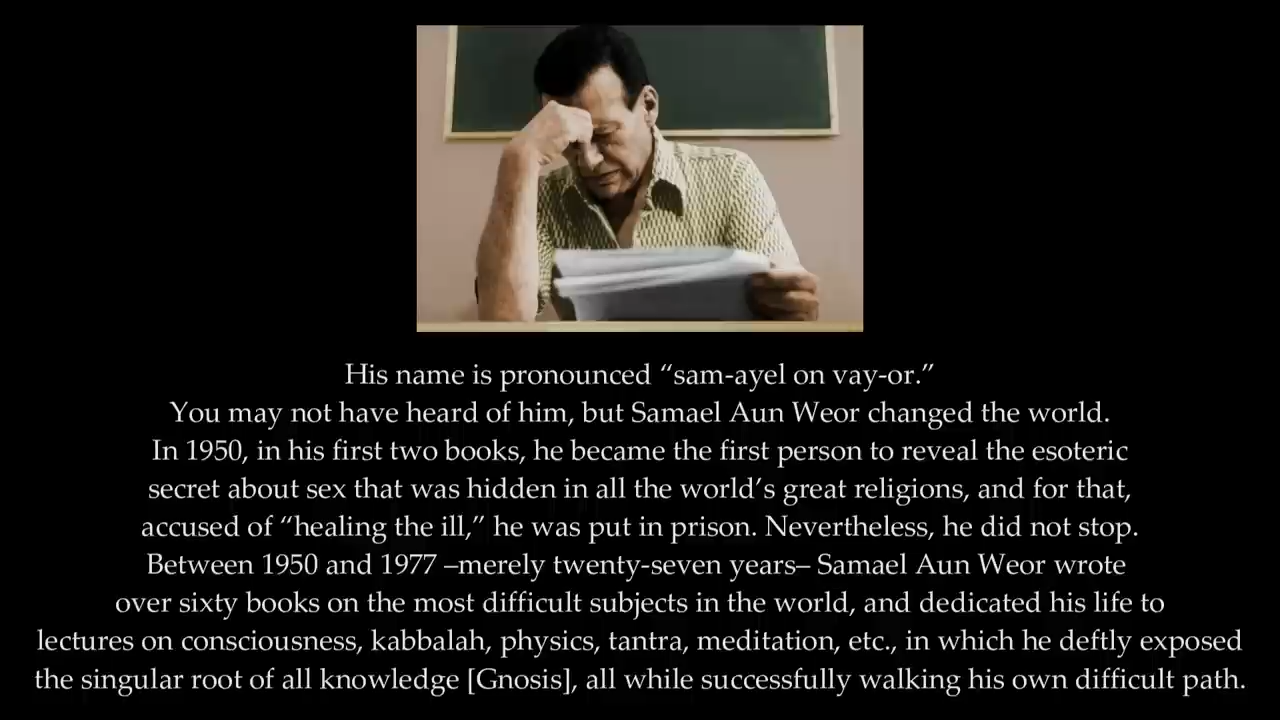 His name is pronounced “sam-ayel on vay-or.”
You may not have heard of him, but Samael Aun Weor changed the world.
In 1950, in his first two books, he became the first person to reveal the esoteric
secret about sex that was hidden in all the world’s great religions, and for that,
accused of “healing the ill,” he was put in prison. Nevertheless, he did not stop.
Between 1950 and 1977 –merely twenty-seven years– Samael Aun Weor wrote
over sixty books on the most difficult subjects in the world, and dedicated his life to
lectures on consciousness, kabbalah, physics, tantra, meditation, etc., in which he deftly exposed
the singular root of all knowledge [Gnosis], all while successfully walking his own difficult path.